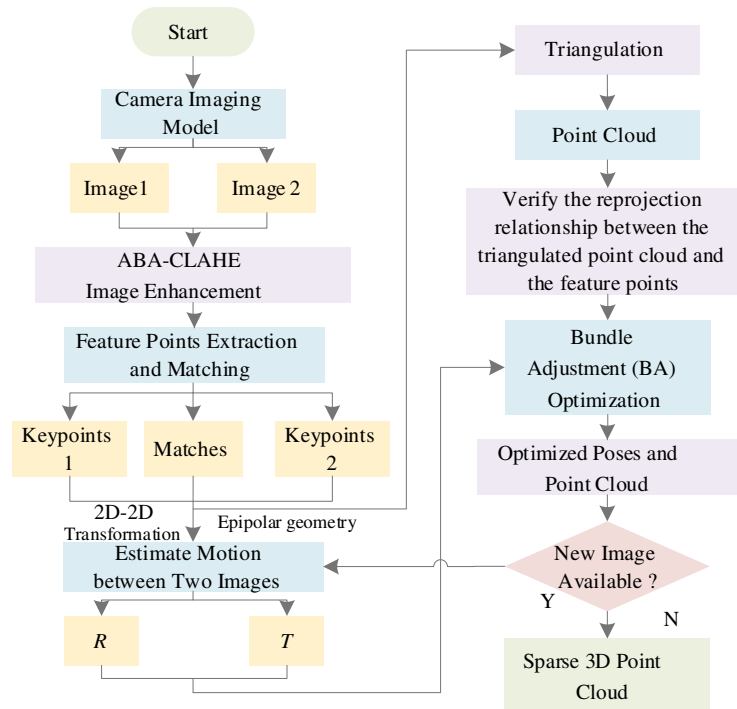 Start
Camera Imaging
Model
Image1
Image 2
ABA-CLAHE
Image Enhancement
Feature Points Extraction
and Matching
Keypoints
1
Matches
Keypoints
2
2D-2D
Transformation
Epipolar geometry
Estimate Motion
between Two Images
R
T
Triangulation
Point Cloud
Verify the reprojection
relationship between the
triangulated point cloud and
the feature points
Bundle
Adjustment (BA)
Optimization
Optimized Poses and
Point Cloud
New Image
Available ?
Y
N
Sparse 3D Point
Cloud